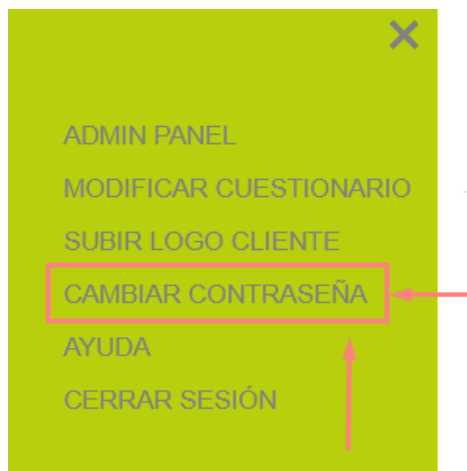 ADMIN PANEL
MODIFICAR CUESTIONARIO
SUBIR LOGO CLIENTE
CAMBIAR CONTRASEÑA
AYUDA
CERRAR SESIÓN